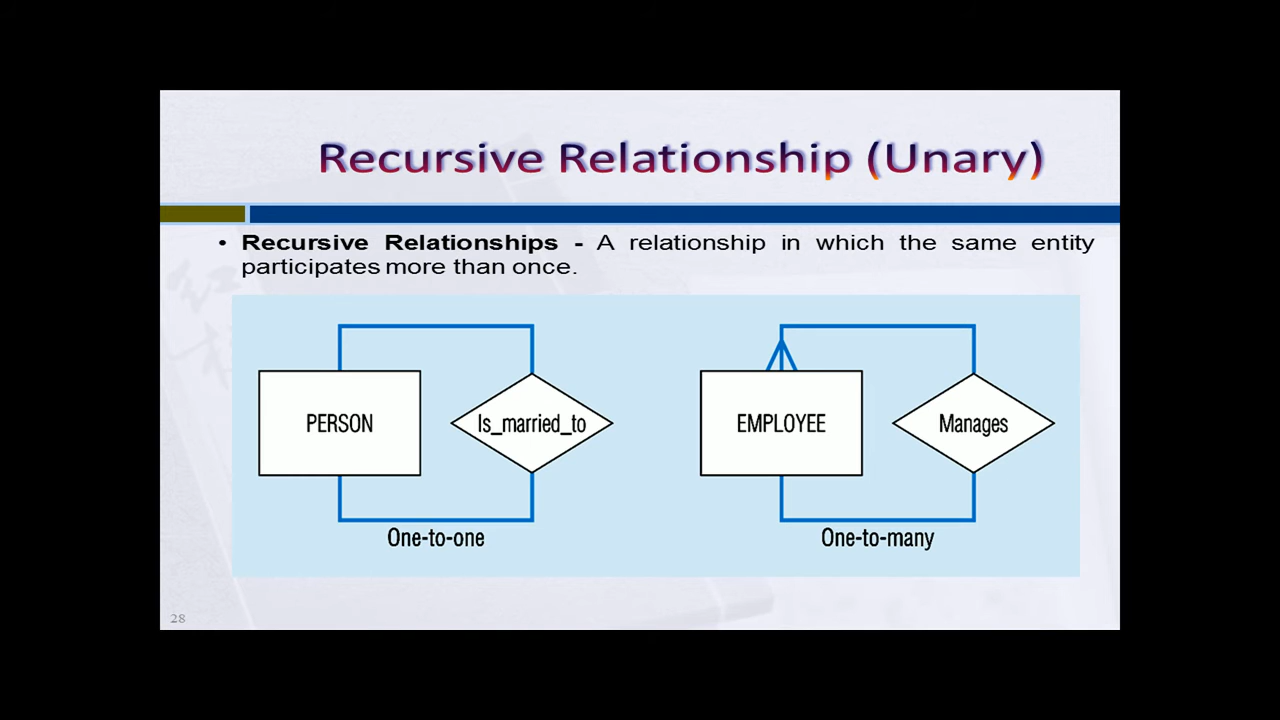 Recursive Relationship (Unary)
• Recursive Relationships - A relationship in which the same entity
participates more than once.
PERSON
Is_married_to
One-to-one
EMPLOYEE
Manages
One-to-many
28